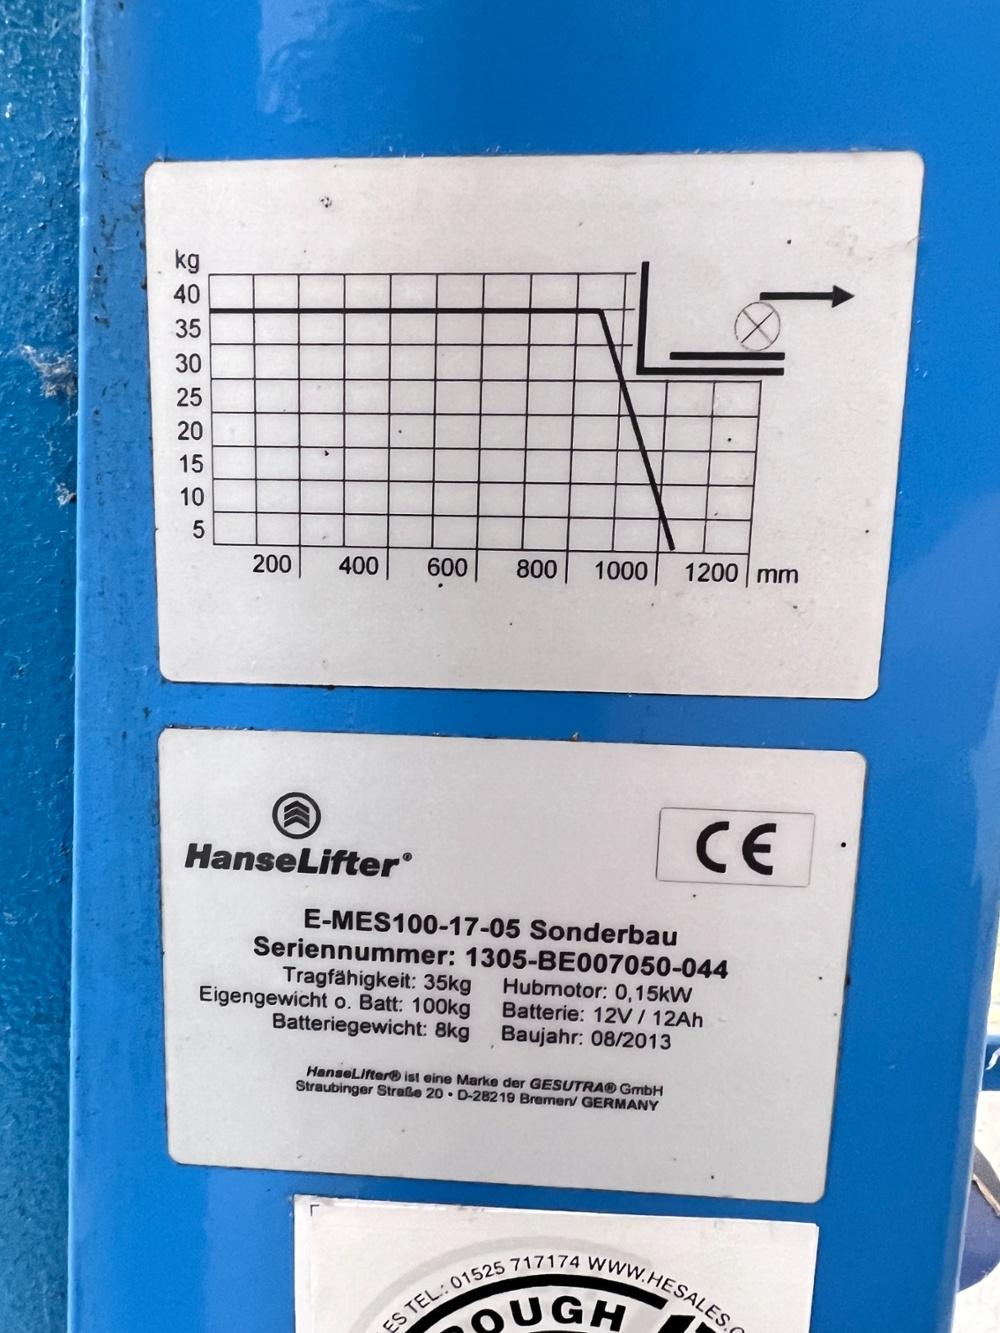 kg
40
35
30
25
20
15
10
5
200 400 600 800 1000 1200 mm
HanseLifter®
CE
E-MES100-17-05 Sonderbau
Seriennummer: 1305-BE007050-044
Tragfähigkeit: 35kg Hubmotor: 0,15kW
Eigengewicht o. Batt: 100kg Batterie: 12V / 12Ah
Batteriegewicht: 8kg Baujahr: 08/2013
HanseLifter® ist eine Marke der GESUTRA® GmbH
Straubinger Straße 20 • D-28219 Bremen/ GERMANY
ES TEL.: 01525 717174 WWW.HESALES.C
OUGH